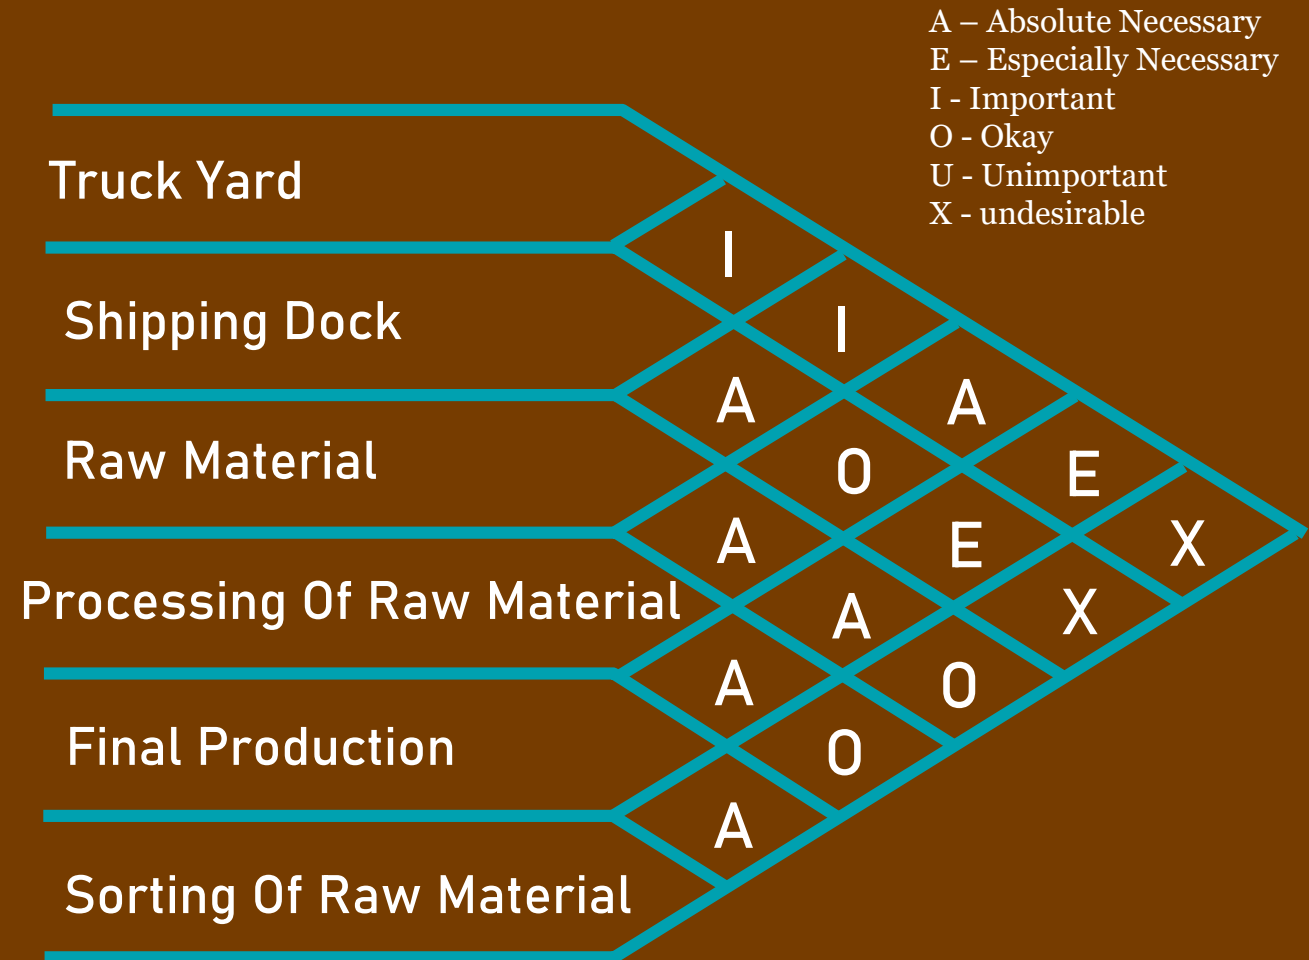 A – Absolute Necessary
E – Especially Necessary
I - Important
O - Okay
U - Unimportant
X - undesirable
Truck Yard
I
Shipping Dock
I
A
A
Raw Material
O
E
A
E
X
Processing Of Raw Material
A
X
A
O
Final Production
O
A
Sorting Of Raw Material